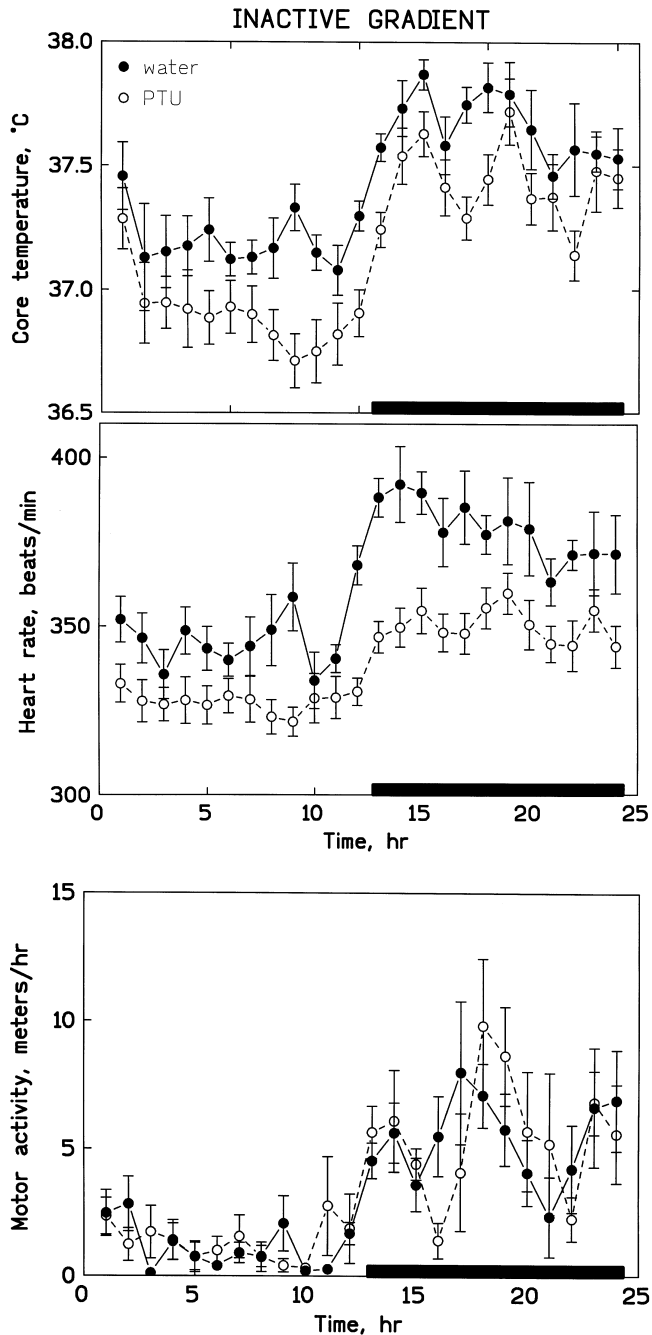 INACTIVE GRADIENT
38.0
water
PTU
37.5
37.0
36.5
Core temperature, °C
400
350
300
Heart rate, beats/min
0 5 10 15 20 25
Time, hr
15
10
5
0
Motor activity, meters/hr
0 5 10 15 20 25
Time, hr